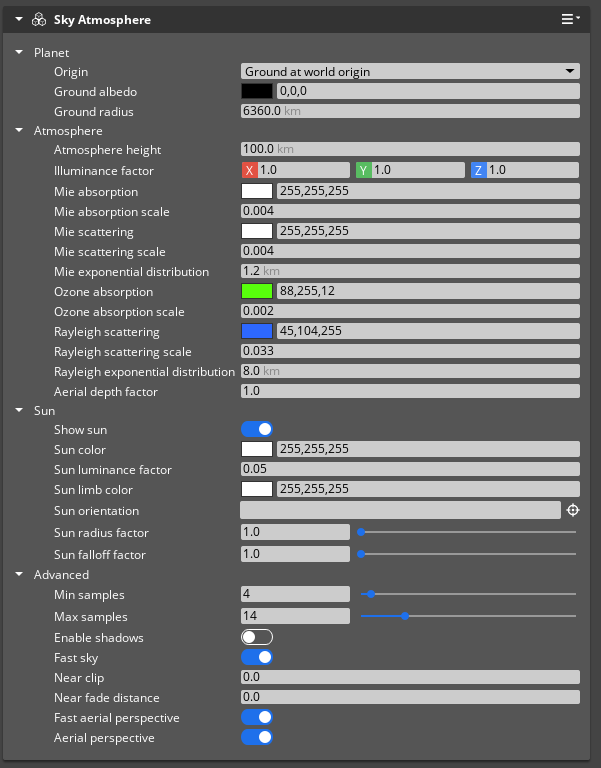 Sky Atmosphere
Planet
Origin Ground at world origin
Ground albedo 0,0,0
Ground radius 6360.0 km
Atmosphere
Atmosphere height 100.0 km
Illuminance factor X 1.0 Y 1.0 Z 1.0
Mie absorption 255,255,255
Mie absorption scale 0.004
Mie scattering 255,255,255
Mie scattering scale 0.004
Mie exponential distribution 1.2 km
Ozone absorption 88,255,12
Ozone absorption scale 0.002
Rayleigh scattering 45,104,255
Rayleigh scattering scale 0.033
Rayleigh exponential distribution 8.0 km
Aerial depth factor 1.0
Sun
Show sun
Sun color 255,255,255
Sun luminance factor 0.05
Sun limb color 255,255,255
Sun orientation
Sun radius factor 1.0
Sun falloff factor 1.0
Advanced
Min samples 4
Max samples 14
Enable shadows
Fast sky
Near clip 0.0
Near fade distance 0.0
Fast aerial perspective
Aerial perspective